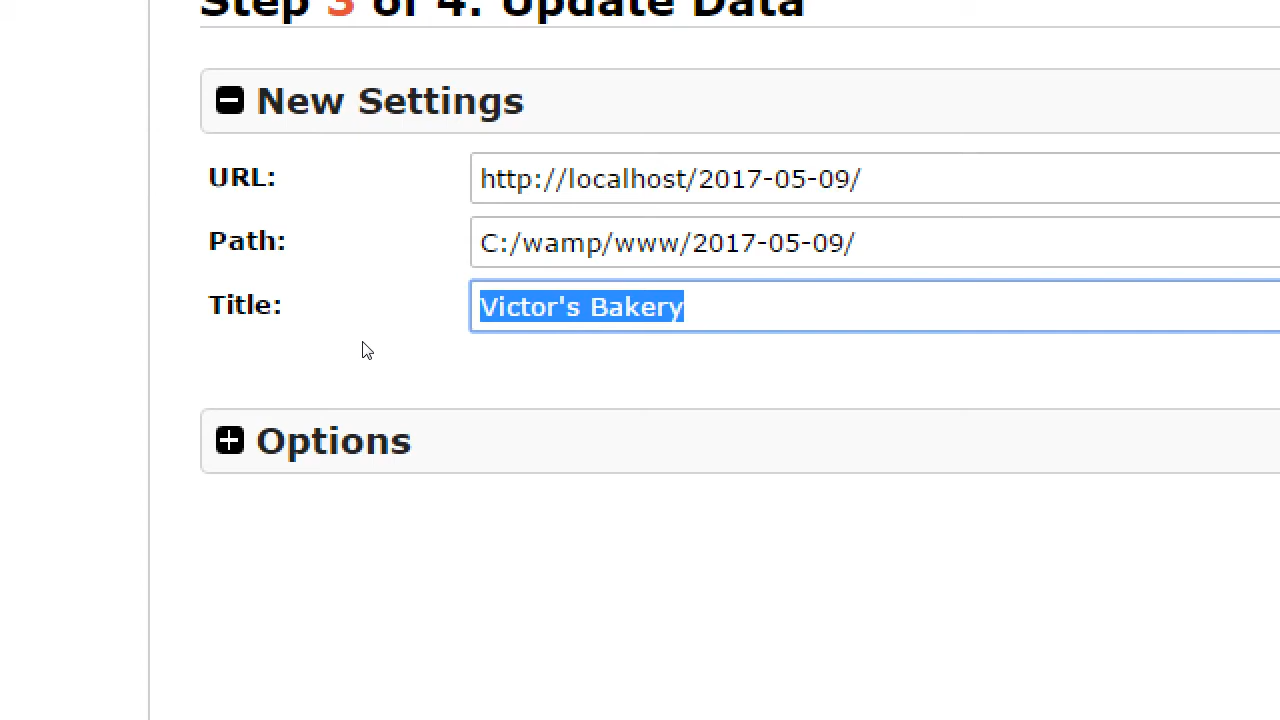 Step 3 of 4: Update Data
New Settings
URL:
http://localhost/2017-05-09/
Path:
C:/wamp/www/2017-05-09/
Title:
Victor's Bakery
Options